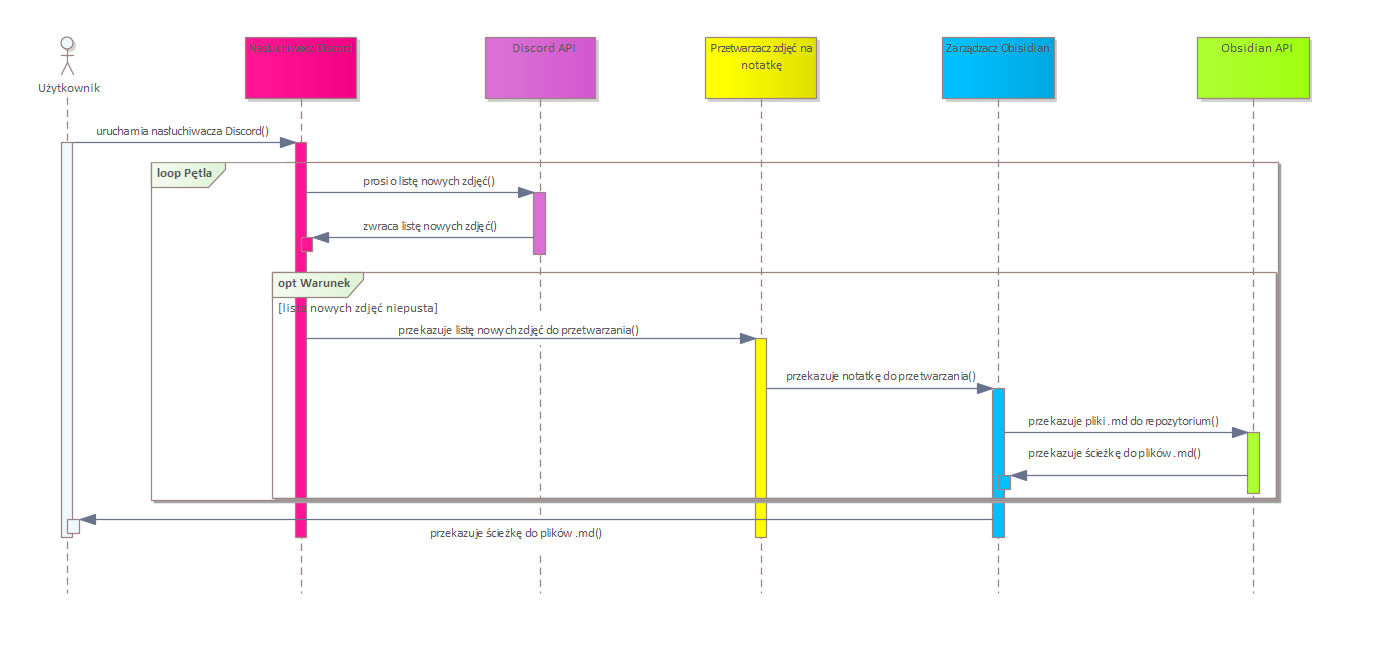 Użytkownik
Nasłuchiwacz Discord
Discord API
Przetwarzacz zdjęć na
notatkę
Zarządzacz Obisidian
Obsidian API
uruchamia nasłuchiwacza Discord()
loop Pętla
prosi o listę nowych zdjęć()
zwraca listę nowych zdjęć()
opt Warunek
[lista nowych zdjęć niepusta]
przekazuje listę nowych zdjęć do przetwarzania()
przekazuje notatkę do przetwarzania()
przekazuje pliki .md do repozytorium()
przekazuje ścieżkę do plików .md()
przekazuje ścieżkę do plików .md()